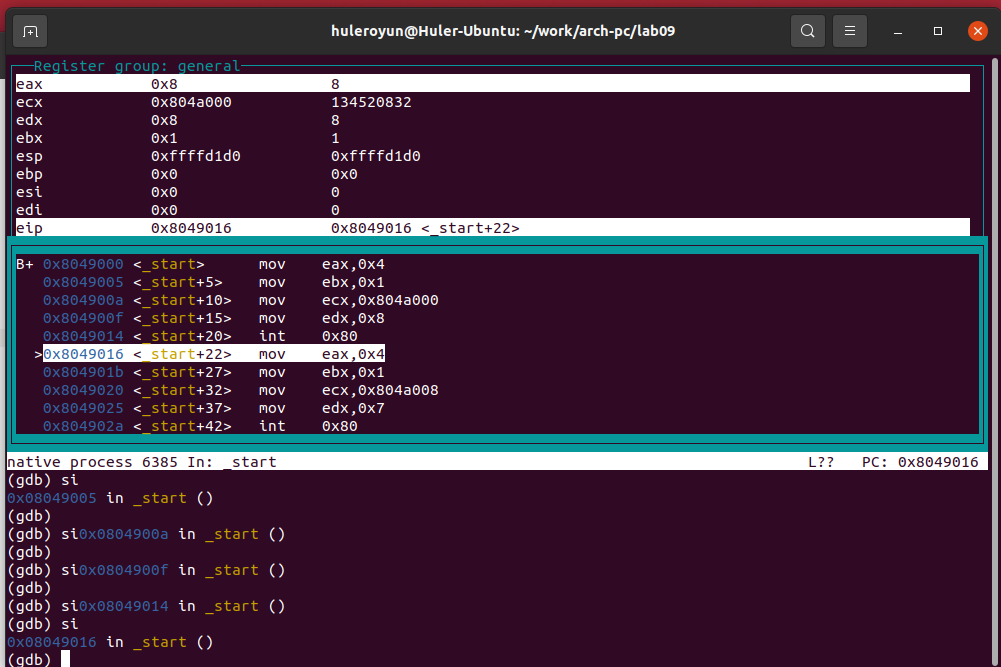 huleroyun@Huler-Ubuntu: ~/work/arch-pc/lab09
Register group: general
eax 0x8 8
ecx 0x804a000 134520832
edx 0x8 8
ebx 0x1 1
esp 0xffffd1d0 0xffffd1d0
ebp 0x0 0x0
esi 0x0 0
edi 0x0 0
eip 0x8049016 0x8049016 <_start+22>
B+ 0x8049000 <_start> mov eax,0x4
0x8049005 <_start+5> mov ebx,0x1
0x804900a <_start+10> mov ecx,0x804a000
0x804900f <_start+15> mov edx,0x8
0x8049014 <_start+20> int 0x80
>0x8049016 <_start+22> mov eax,0x4
0x804901b <_start+27> mov ebx,0x1
0x8049020 <_start+32> mov ecx,0x804a008
0x8049025 <_start+37> mov edx,0x7
0x804902a <_start+42> int 0x80
native process 6385 In: _start L?? PC: 0x8049016
(gdb) si
0x08049005 in _start ()
(gdb)
(gdb) si0x0804900a in _start ()
(gdb)
(gdb) si0x0804900f in _start ()
(gdb)
(gdb) si0x08049014 in _start ()
(gdb) si
0x08049016 in _start ()
(gdb)